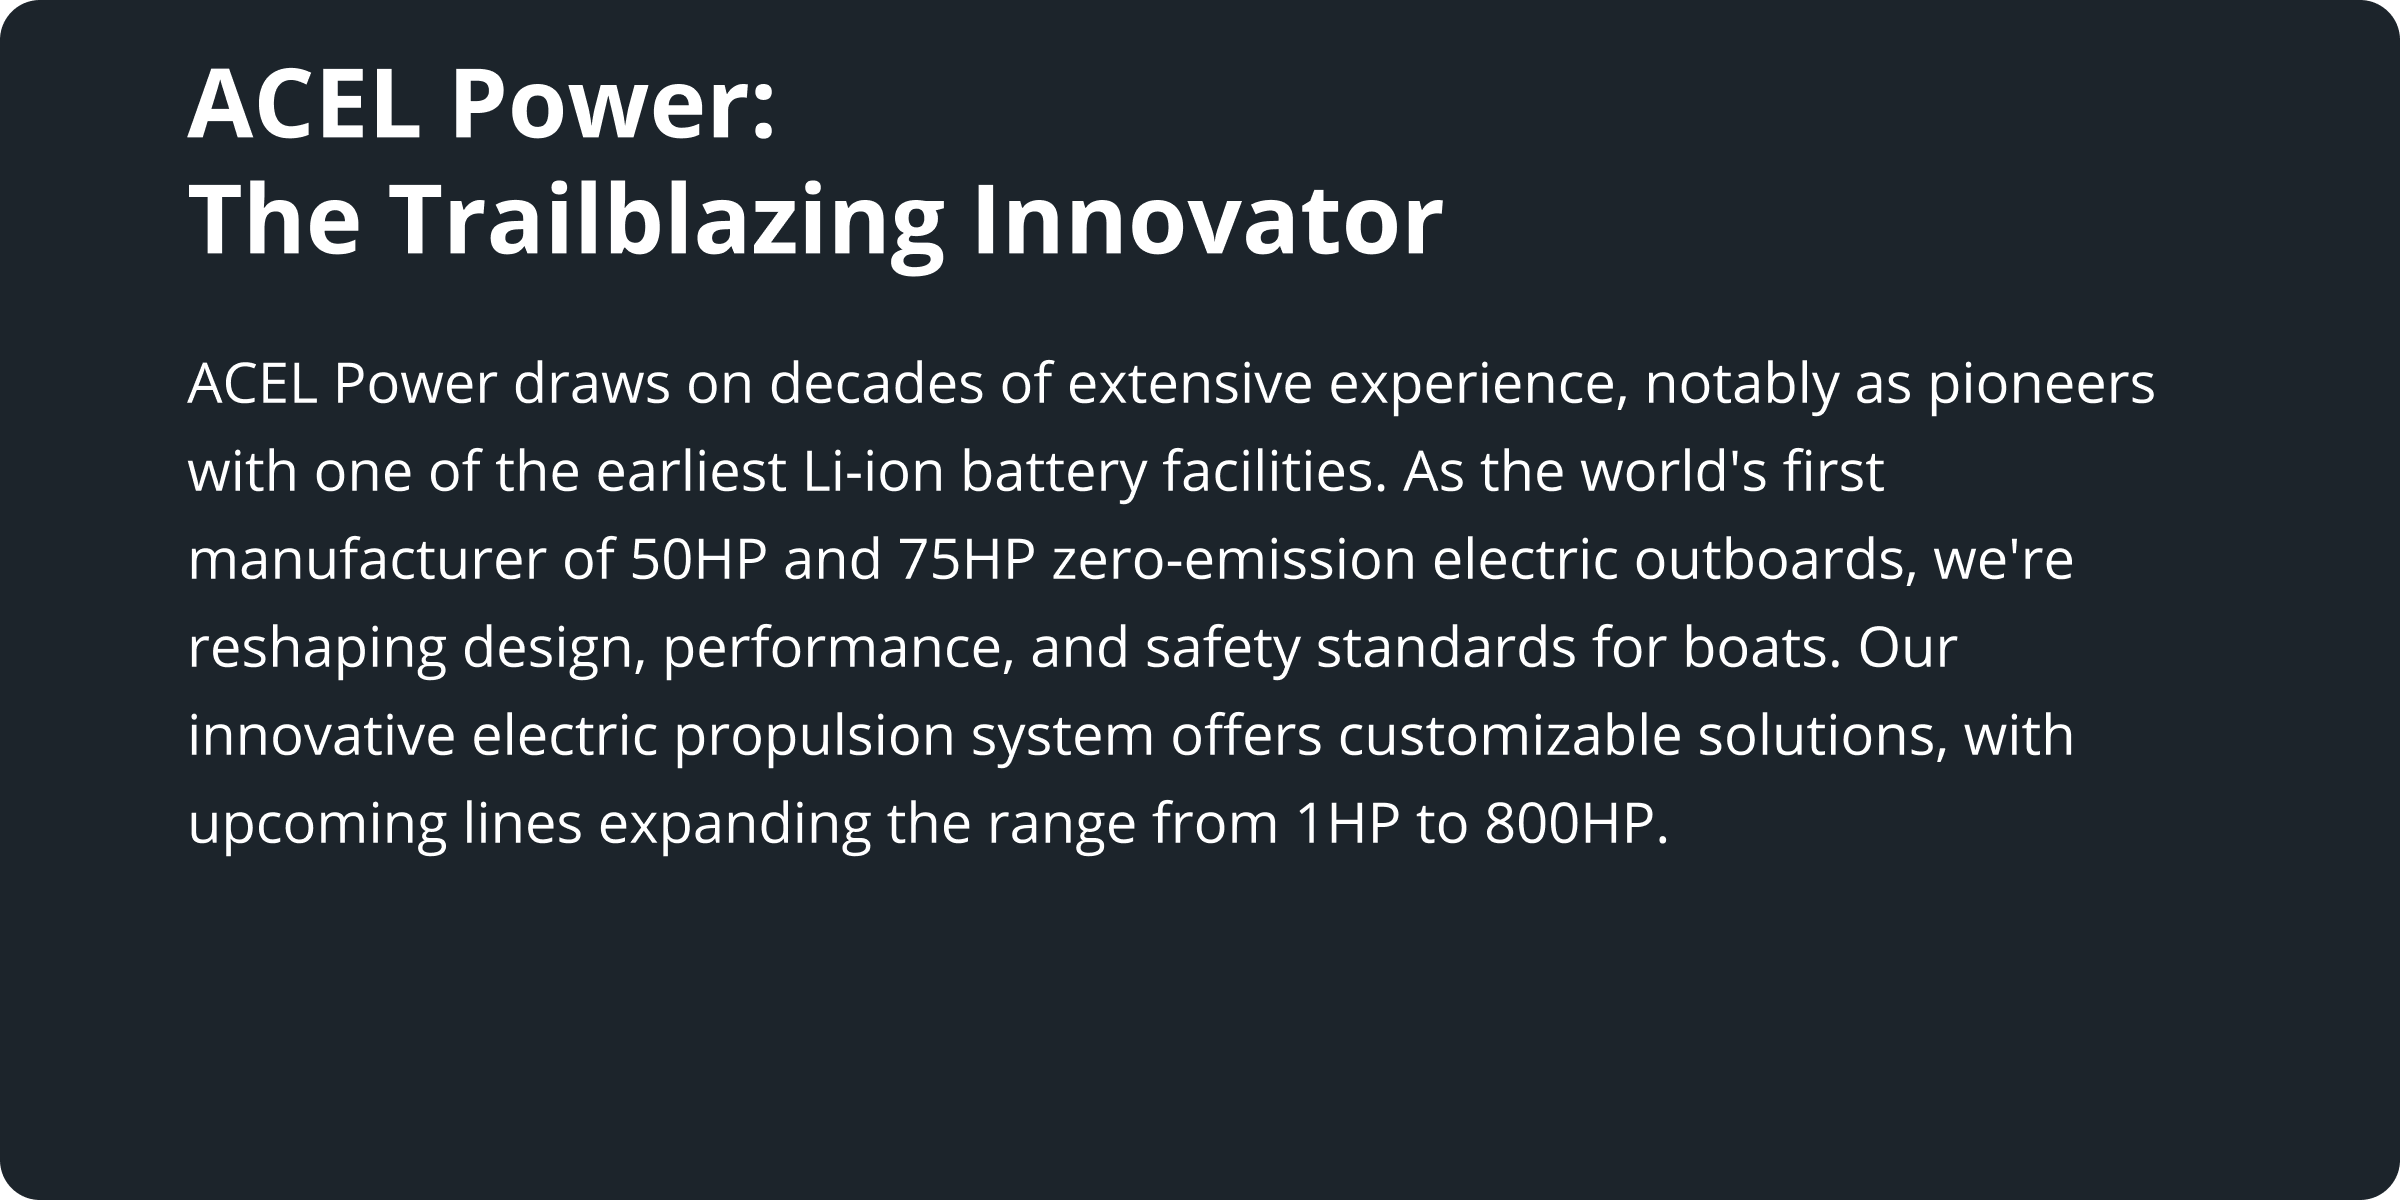 ACEL Power:
The Trailblazing Innovator
ACEL Power draws on decades of extensive experience, notably as pioneers
with one of the earliest Li-ion battery facilities. As the world's first
manufacturer of 50HP and 75HP zero-emission electric outboards, we're
reshaping design, performance, and safety standards for boats. Our
innovative electric propulsion system offers customizable solutions, with
upcoming lines expanding the range from 1HP to 800HP.